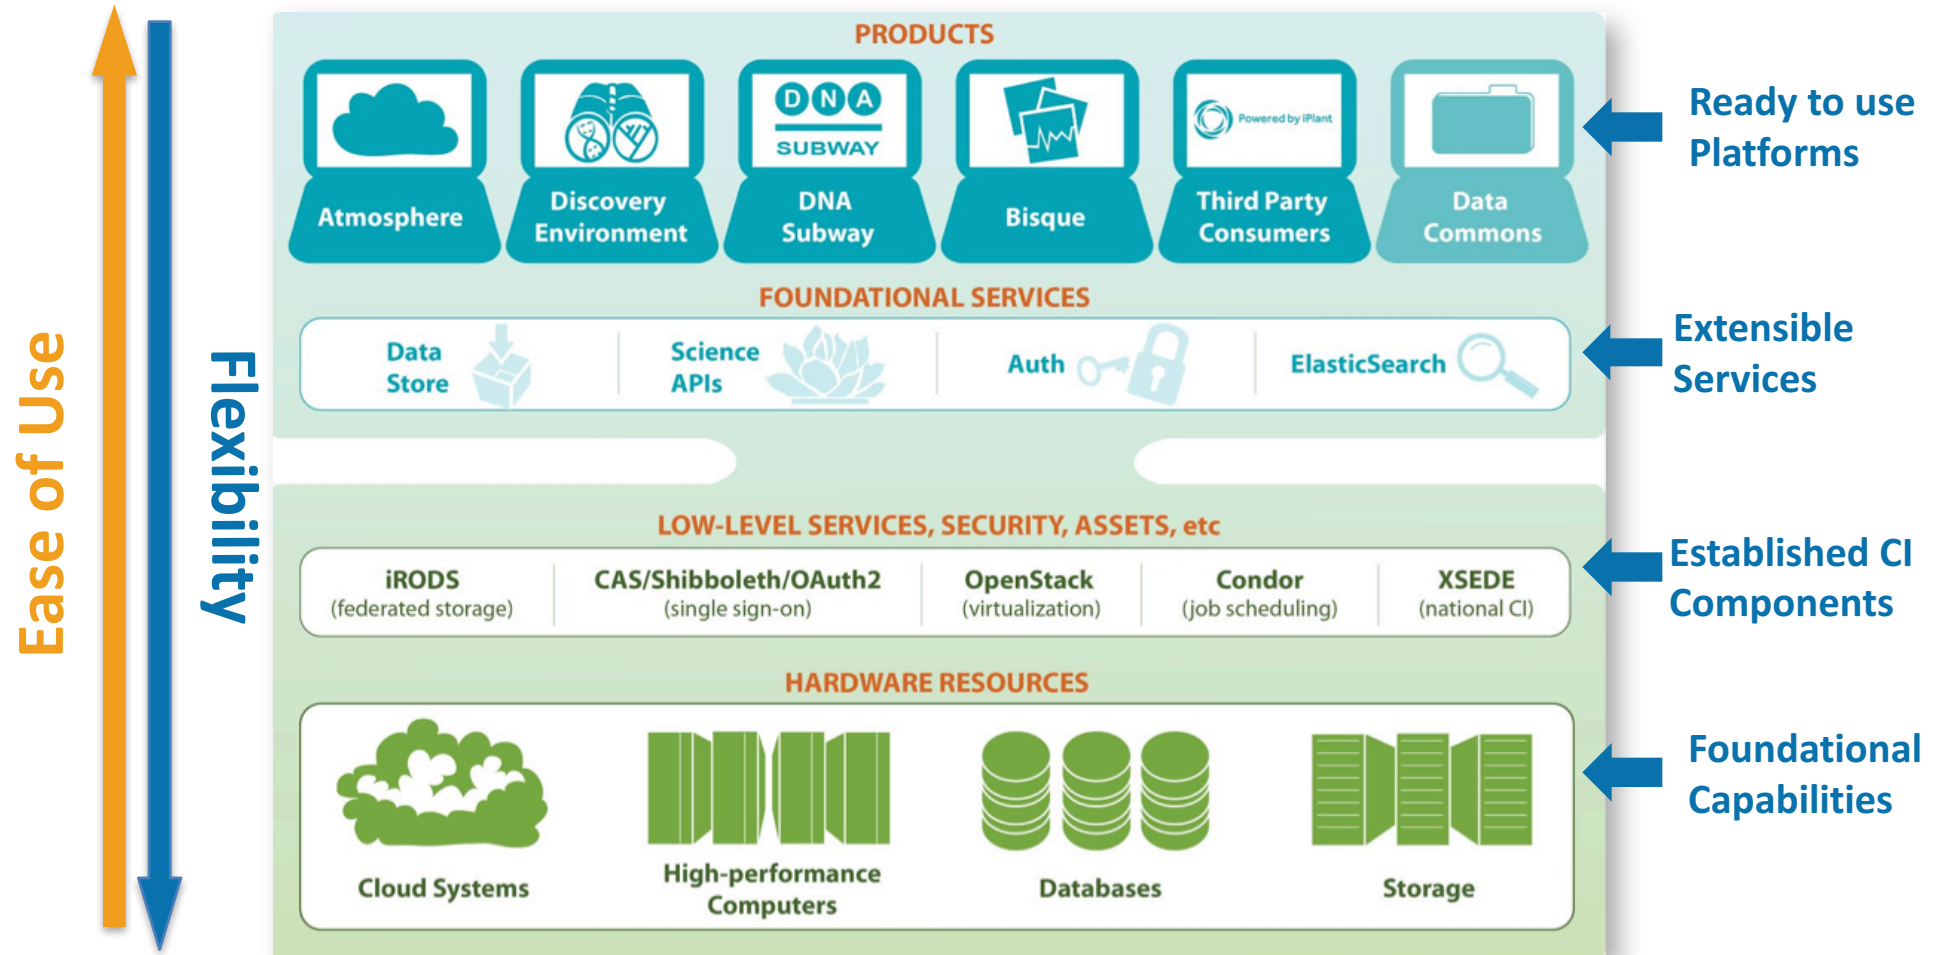 PRODUCTS
DNA
SUBWAY
Powered by iPlant
Atmosphere
Discovery
Environment
DNA
Subway
Bisque
Third Party
Consumers
Data
Commons
Ready to use
Platforms
FOUNDATIONAL SERVICES
Data
Store
Science
APIs
Auth
ElasticSearch
Extensible
Services
Ease of Use
Flexibility
LOW-LEVEL SERVICES, SECURITY, ASSETS, etc
iRODS
(federated storage)
CAS/Shibboleth/OAuth2
(single sign-on)
OpenStack
(virtualization)
Condor
(job scheduling)
XSEDE
(national CI)
Established CI
Components
HARDWARE RESOURCES
Cloud Systems
High-performance
Computers
Databases
Storage
Foundational
Capabilities